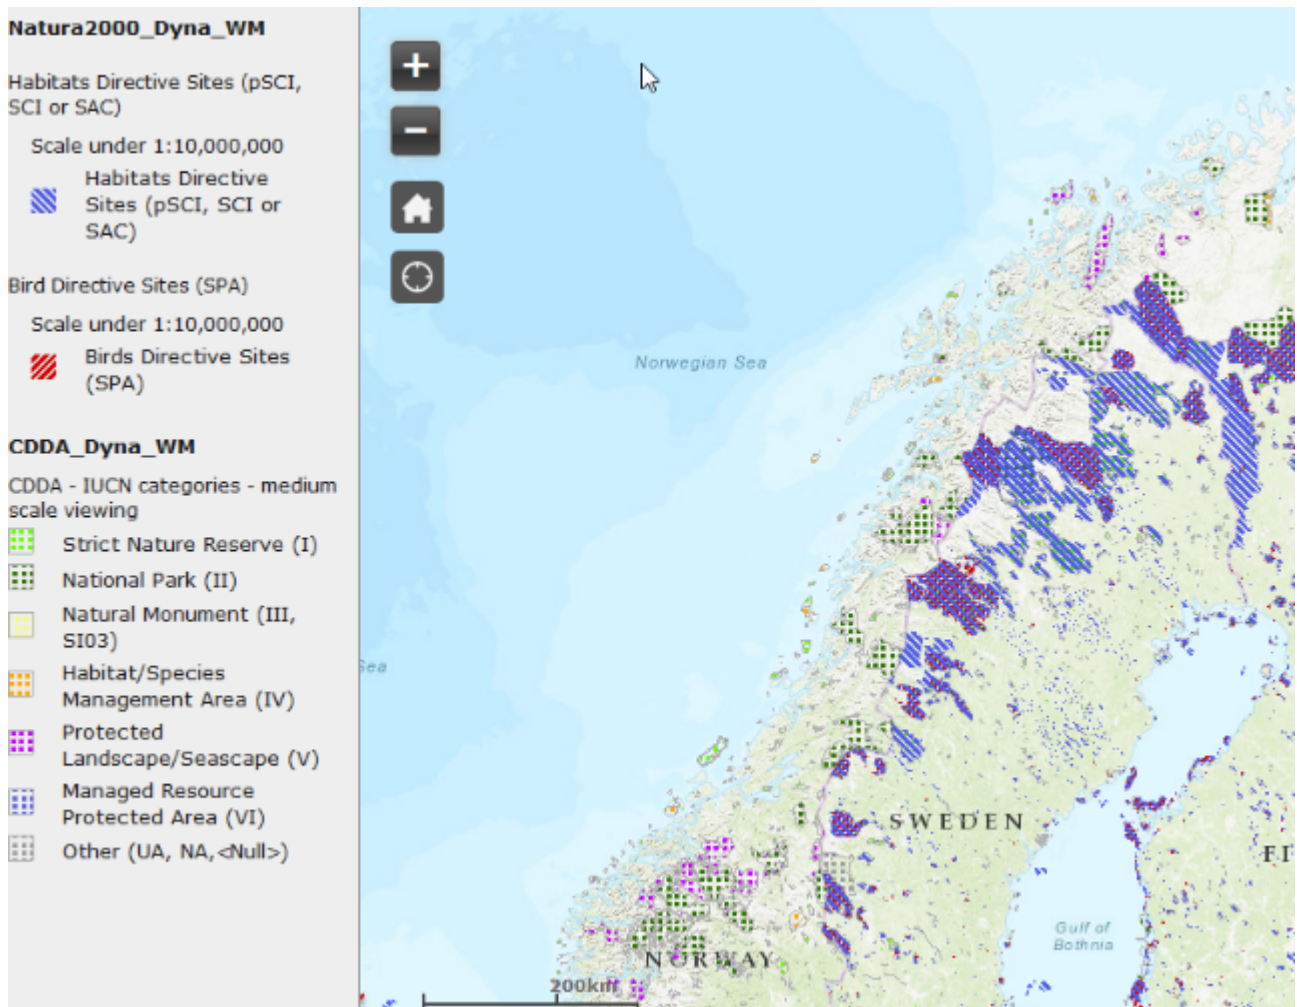 Natura2000_Dyna_WM
Habitats Directive Sites (pSCI,
SCI or SAC)
Scale under 1:10,000,000
Habitats Directive
Sites (pSCI, SCI or
SAC)
Bird Directive Sites (SPA)
Scale under 1:10,000,000
Birds Directive Sites
(SPA)
CDDA_Dyna_WM
CDDA - IUCN categories - medium
scale viewing
Strict Nature Reserve (I)
National Park (II)
Natural Monument (III,
SI03)
Habitat/Species
Management Area (IV)
Protected
Landscape/Seascape (V)
Managed Resource
Protected Area (VI)
Other (UA, NA,<Null>)
+
−
Norwegian Sea
Sea
SWEDEN
FI
Gulf of
Bothnia
NORWAY
200km